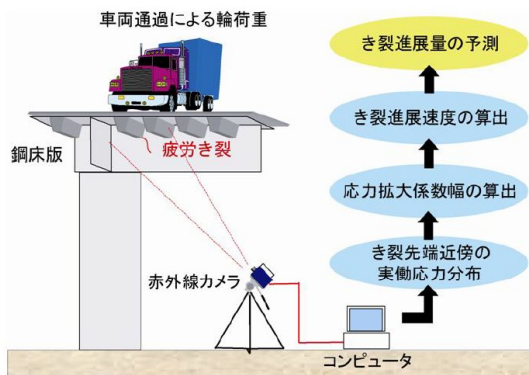 車両通過による輪荷重
鋼床版
疲労き裂
赤外線カメラ
コンピュータ
き裂進展量の予測
き裂進展速度の算出
応力拡大係数幅の算出
き裂先端近傍の
実働応力分布